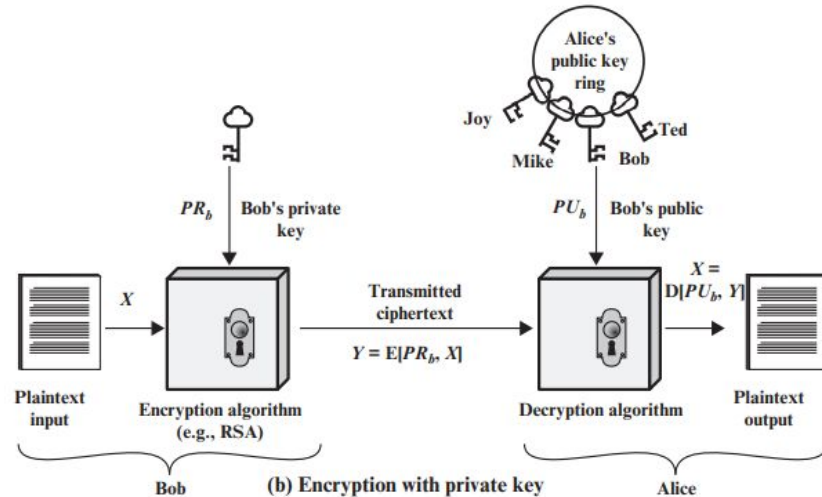 Alice's
public key
ring
Joy
Ted
Mike
Bob
PR_b
Bob's private
key
PU_b
Bob's public
key
X
Transmitted
ciphertext
X =
D[PU_b, Y]
Y = E[PR_b, X]
Plaintext
input
Encryption algorithm
(e.g., RSA)
Decryption algorithm
Plaintext
output
Bob
(b) Encryption with private key
Alice